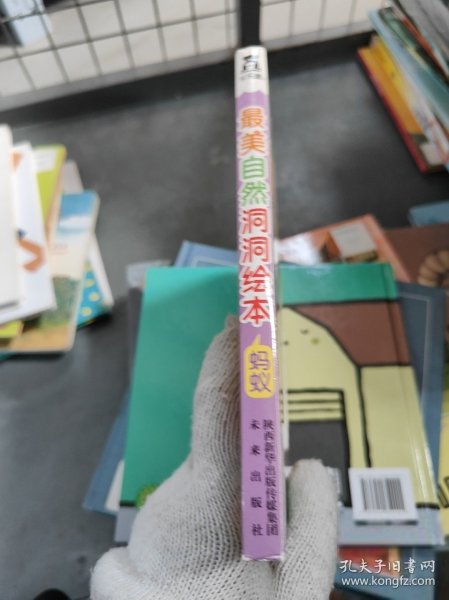 最美自然洞洞绘本
蚂蚁
陕西新华出版传媒集团
未来出版社
孔夫子旧书网
www.kongfz.com